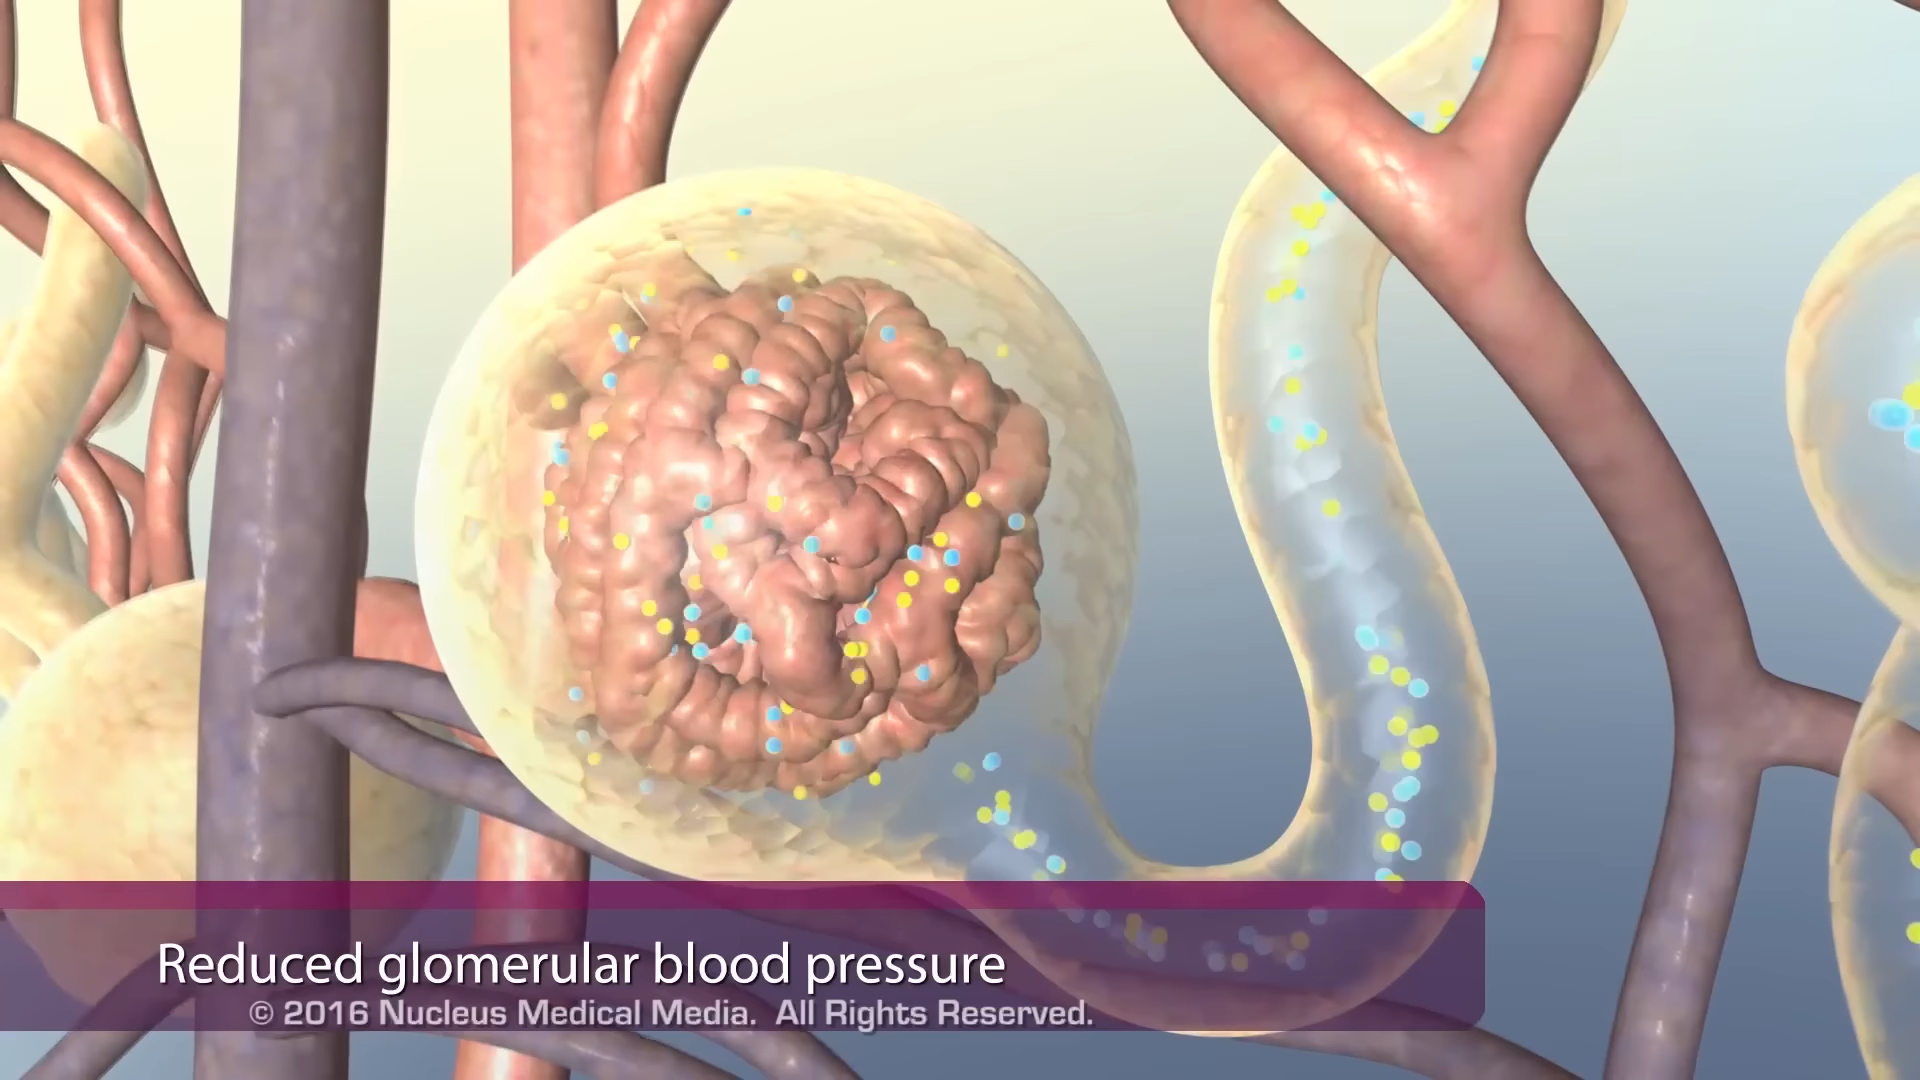 Reduced glomerular blood pressure
© 2016 Nucleus Medical Media. All Rights Reserved.